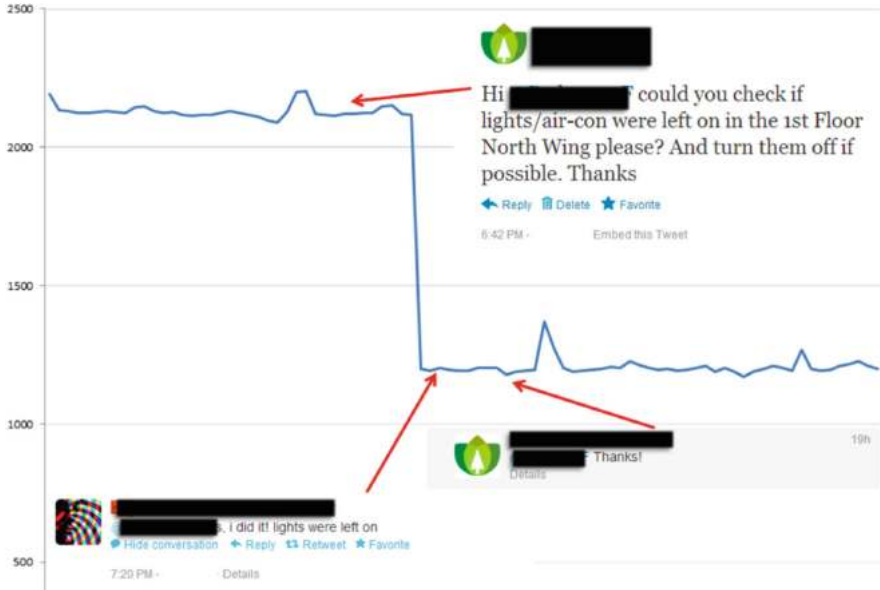 2500
2000
1500
1000
500
Hi could you check if
lights/air-con were left on in the 1st Floor
North Wing please? And turn them off if
possible. Thanks
Reply Delete Favorite
6:42 PM - Embed this Tweet
19h
Thanks!
Details
, i did it! lights were left on
Hide conversation Reply Retweet Favorite
7:20 PM - Details